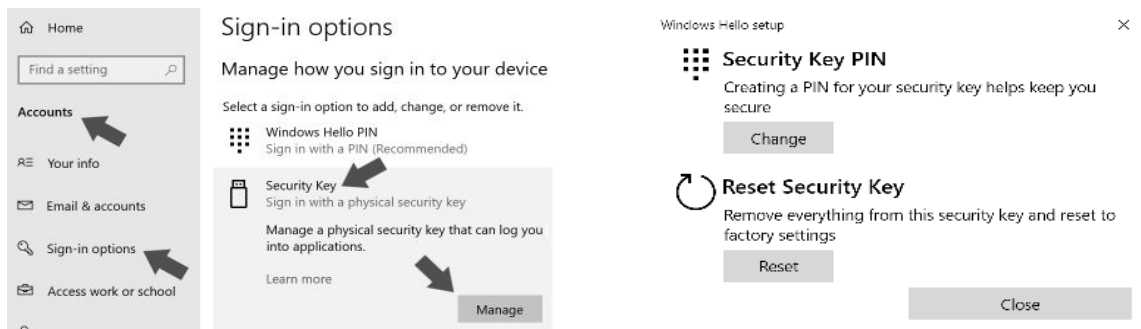 Home
Find a setting
Accounts
Your info
Email & accounts
Sign-in options
Access work or school
Sign-in options
Manage how you sign in to your device
Select a sign-in option to add, change, or remove it.
Windows Hello PIN
Sign in with a PIN (Recommended)
Security Key
Sign in with a physical security key
Manage a physical security key that can log you
into applications.
Learn more
Manage
Windows Hello setup
Security Key PIN
Creating a PIN for your security key helps keep you
secure
Change
Reset Security Key
Remove everything from this security key and reset to
factory settings
Reset
Close